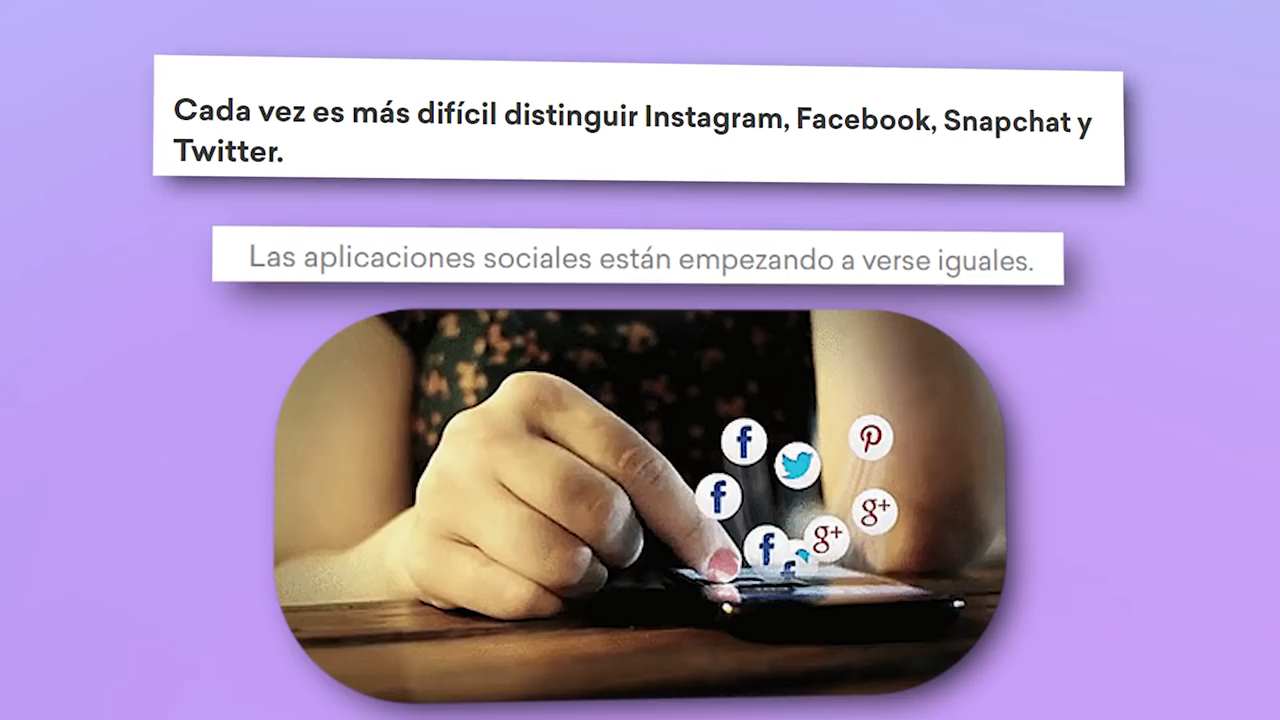 Cada vez es más difícil distinguir Instagram, Facebook, Snapchat y
Twitter.
Las aplicaciones sociales están empezando a verse iguales.